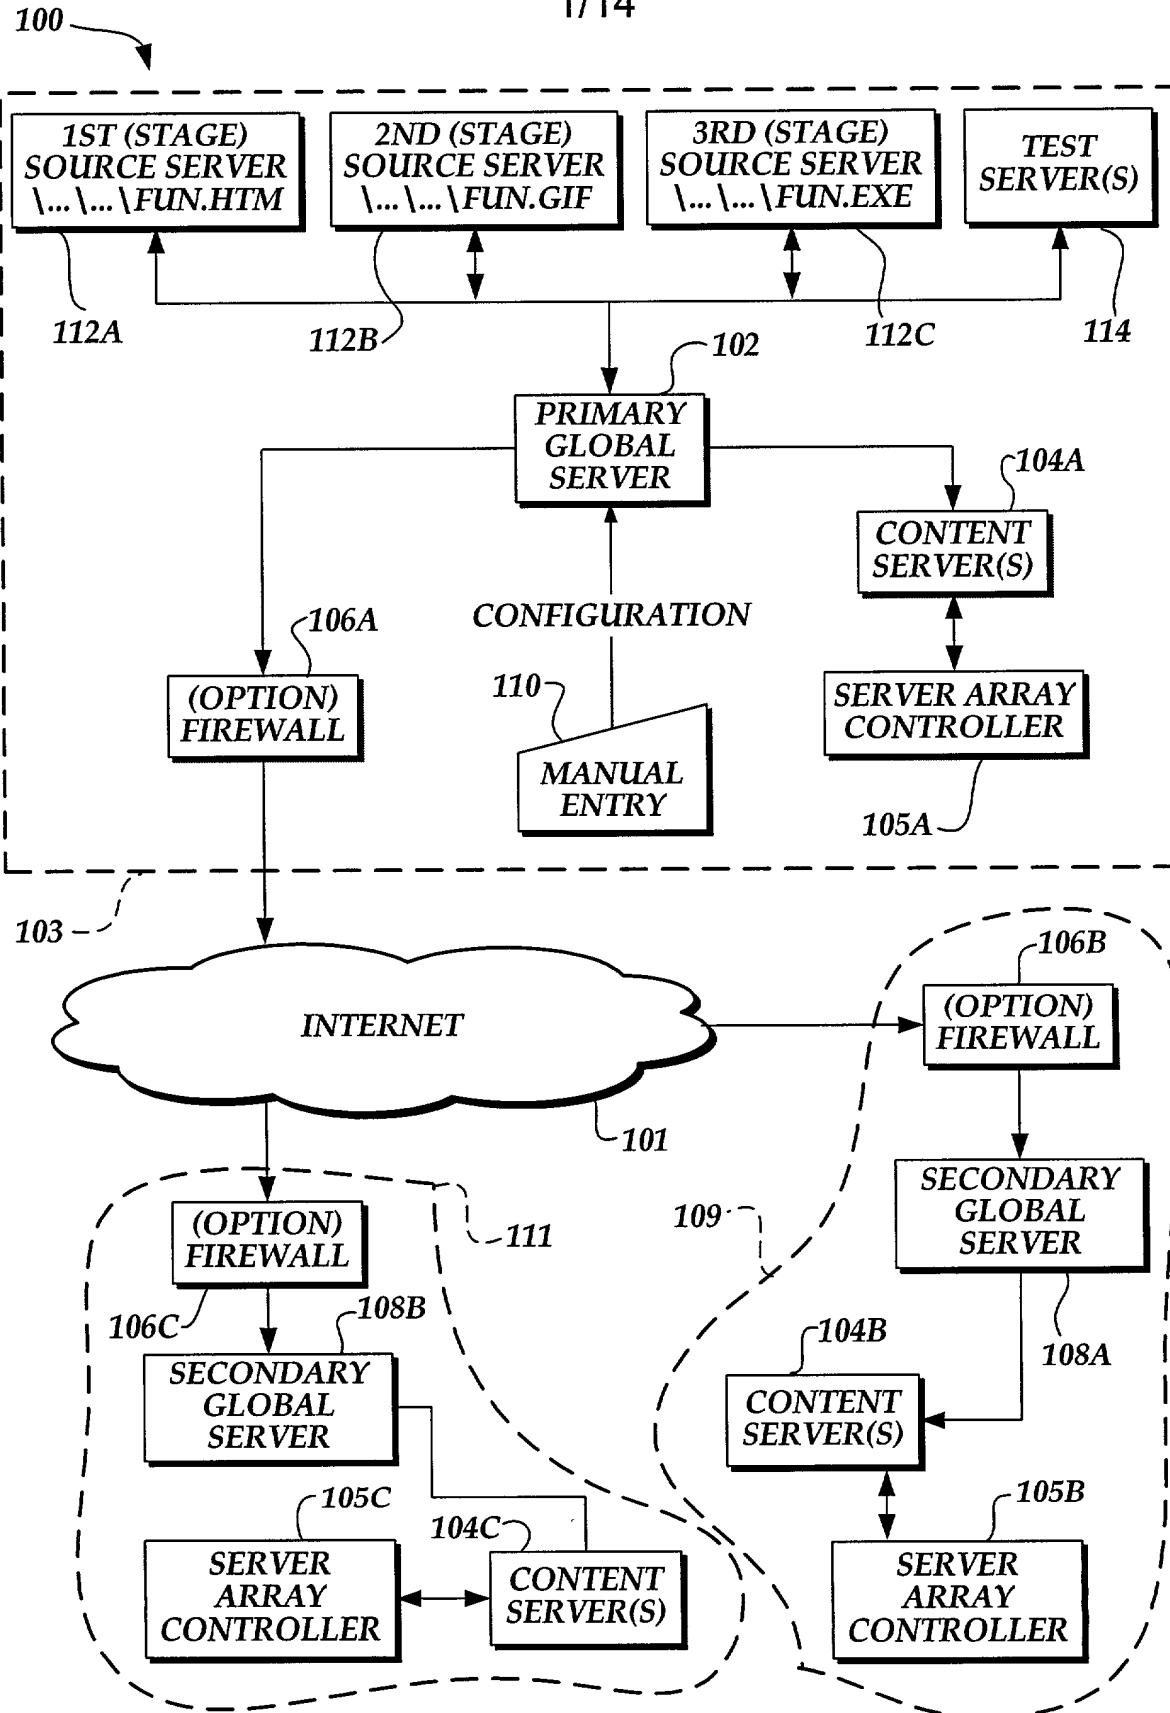 1/14
100
1ST (STAGE)
SOURCE SERVER
\...\...\FUN.HTM
2ND (STAGE)
SOURCE SERVER
\...\...\FUN.GIF
3RD (STAGE)
SOURCE SERVER
\...\...\FUN.EXE
TEST
SERVER(S)
112A
112B
112C
114
102
PRIMARY
GLOBAL
SERVER
104A
CONTENT
SERVER(S)
106A
CONFIGURATION
(OPTION)
FIREWALL
110
MANUAL
ENTRY
SERVER ARRAY
CONTROLLER
105A
103
INTERNET
101
106B
(OPTION)
FIREWALL
SECONDARY
GLOBAL
SERVER
108A
109
111
(OPTION)
FIREWALL
106C
108B
SECONDARY
GLOBAL
SERVER
104B
CONTENT
SERVER(S)
105C
SERVER
ARRAY
CONTROLLER
104C
CONTENT
SERVER(S)
105B
SERVER
ARRAY
CONTROLLER